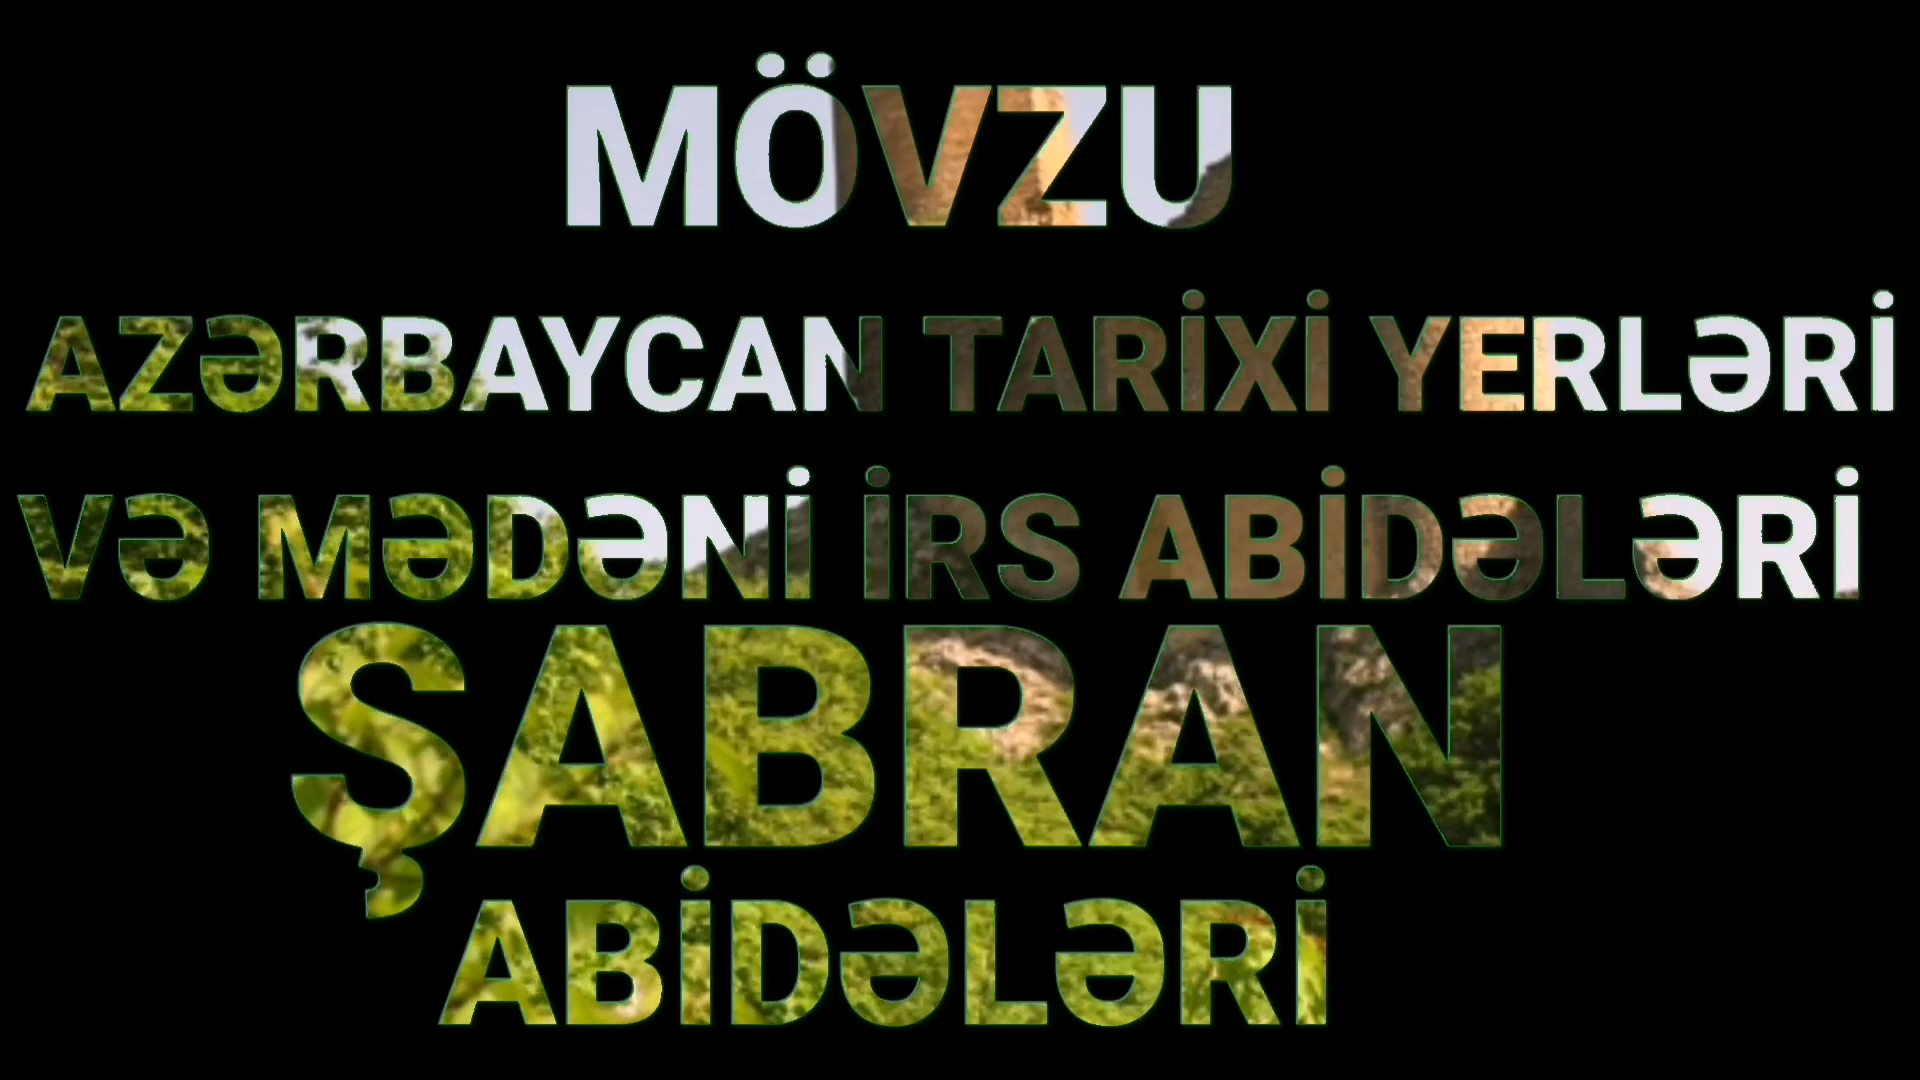 MÖVZU
AZƏRBAYCAN TARİXİ YERLƏRİ
VƏ MƏDƏNİ İRS ABİDƏLƏRİ
ŞABRAN
ABİDƏLƏRİ